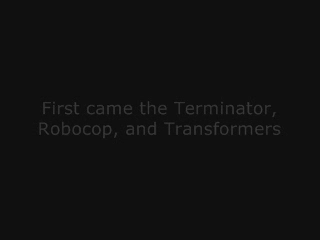 First came the Terminator,
Robocop, and Transformers